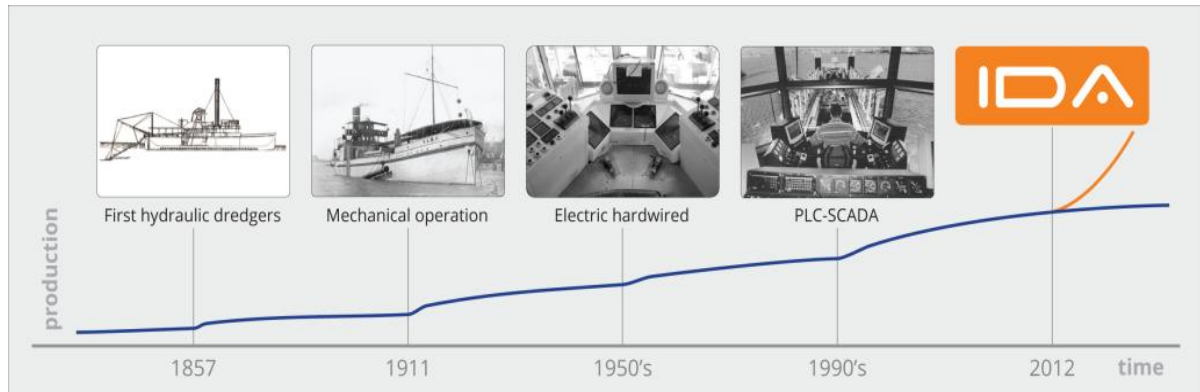 IDA
First hydraulic dredgers
Mechanical operation
Electric hardwired
PLC-SCADA
production
1857
1911
1950's
1990's
2012
time